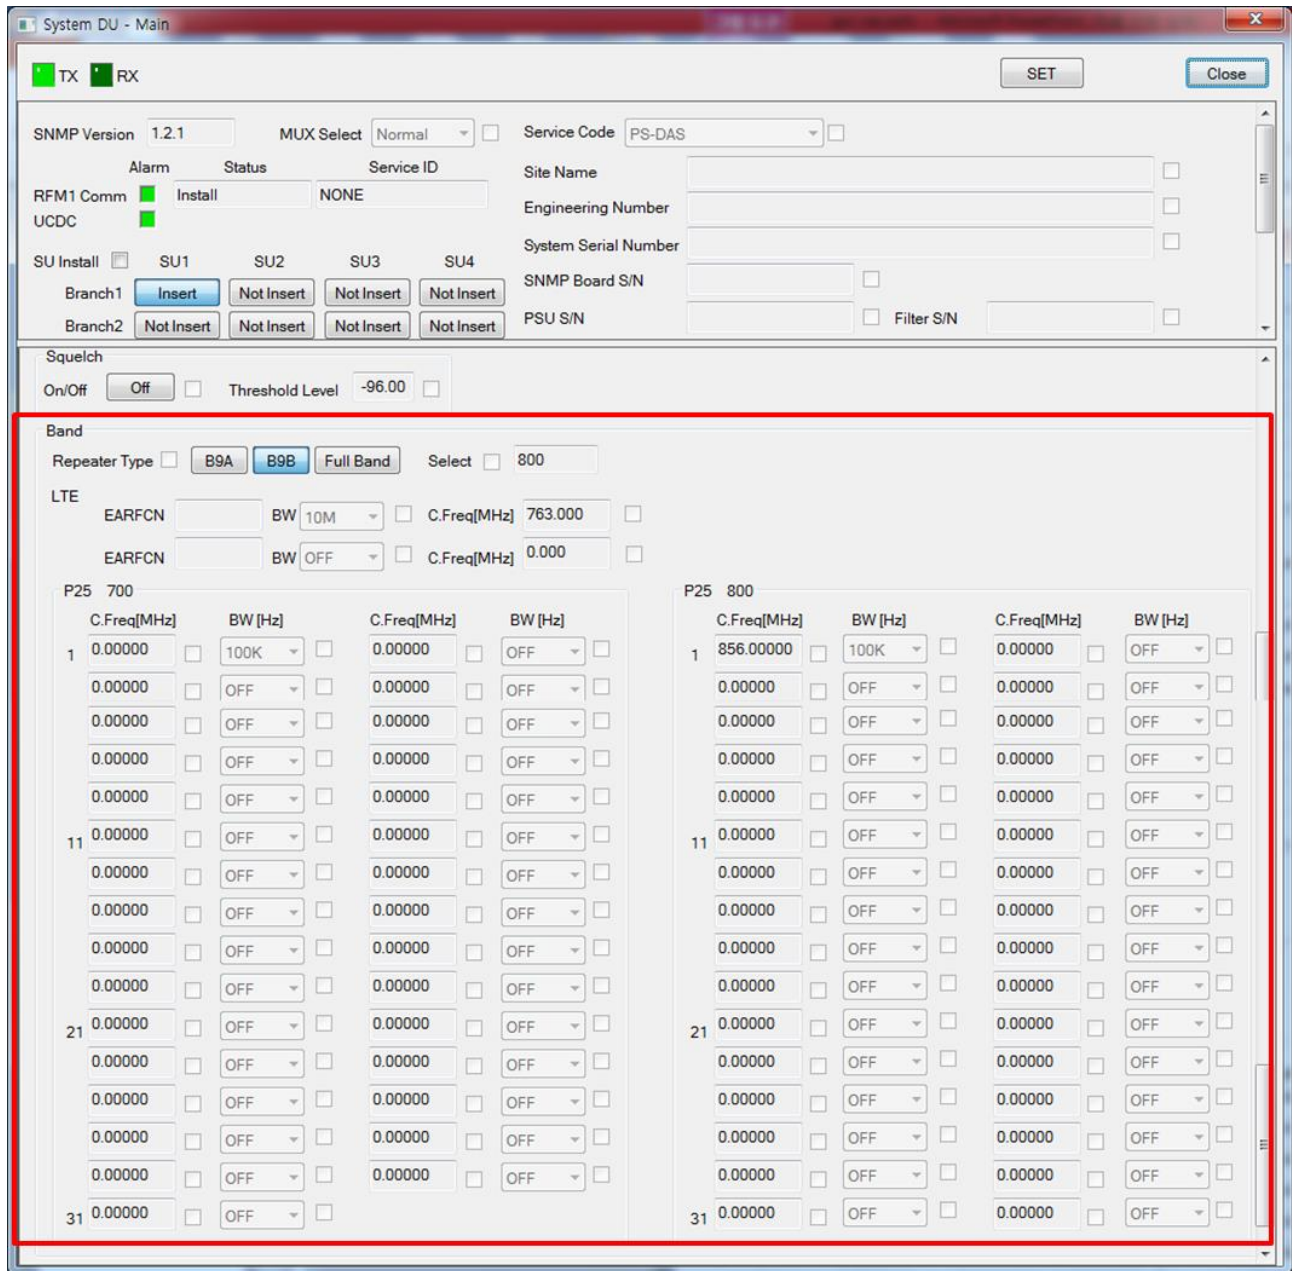 System DU - Main
TX RX SET Close
SNMP Version 1.2.1 MUX Select Normal Service Code PS-DAS
Alarm Status Service ID
Site Name
RFM1 Comm Install NONE
Engineering Number
UCDC
System Serial Number
SU Install SU1 SU2 SU3 SU4
SNMP Board S/N
Branch1 Insert Not Insert Not Insert Not Insert
Branch2 Not Insert Not Insert Not Insert Not Insert PSU S/N Filter S/N
Squelch
On/Off Off Threshold Level -96.00
Band
Repeater Type B9A B9B Full Band Select 800
LTE
EARFCN BW 10M C.Freq[MHz] 763.000
EARFCN BW OFF C.Freq[MHz] 0.000
P25 700 P25 800
C.Freq[MHz] BW [Hz] C.Freq[MHz] BW [Hz] C.Freq[MHz] BW [Hz] C.Freq[MHz] BW [Hz]
1 0.00000 100K 0.00000 OFF 1 856.00000 100K 0.00000 OFF
0.00000 OFF 0.00000 OFF 0.00000 OFF 0.00000 OFF
0.00000 OFF 0.00000 OFF 0.00000 OFF 0.00000 OFF
0.00000 OFF 0.00000 OFF 0.00000 OFF 0.00000 OFF
0.00000 OFF 0.00000 OFF 0.00000 OFF 0.00000 OFF
11 0.00000 OFF 0.00000 OFF 11 0.00000 OFF 0.00000 OFF
0.00000 OFF 0.00000 OFF 0.00000 OFF 0.00000 OFF
0.00000 OFF 0.00000 OFF 0.00000 OFF 0.00000 OFF
0.00000 OFF 0.00000 OFF 0.00000 OFF 0.00000 OFF
0.00000 OFF 0.00000 OFF 0.00000 OFF 0.00000 OFF
21 0.00000 OFF 0.00000 OFF 21 0.00000 OFF 0.00000 OFF
0.00000 OFF 0.00000 OFF 0.00000 OFF 0.00000 OFF
0.00000 OFF 0.00000 OFF 0.00000 OFF 0.00000 OFF
0.00000 OFF 0.00000 OFF 0.00000 OFF 0.00000 OFF
0.00000 OFF 0.00000 OFF 0.00000 OFF 0.00000 OFF
31 0.00000 OFF 31 0.00000 OFF 0.00000 OFF